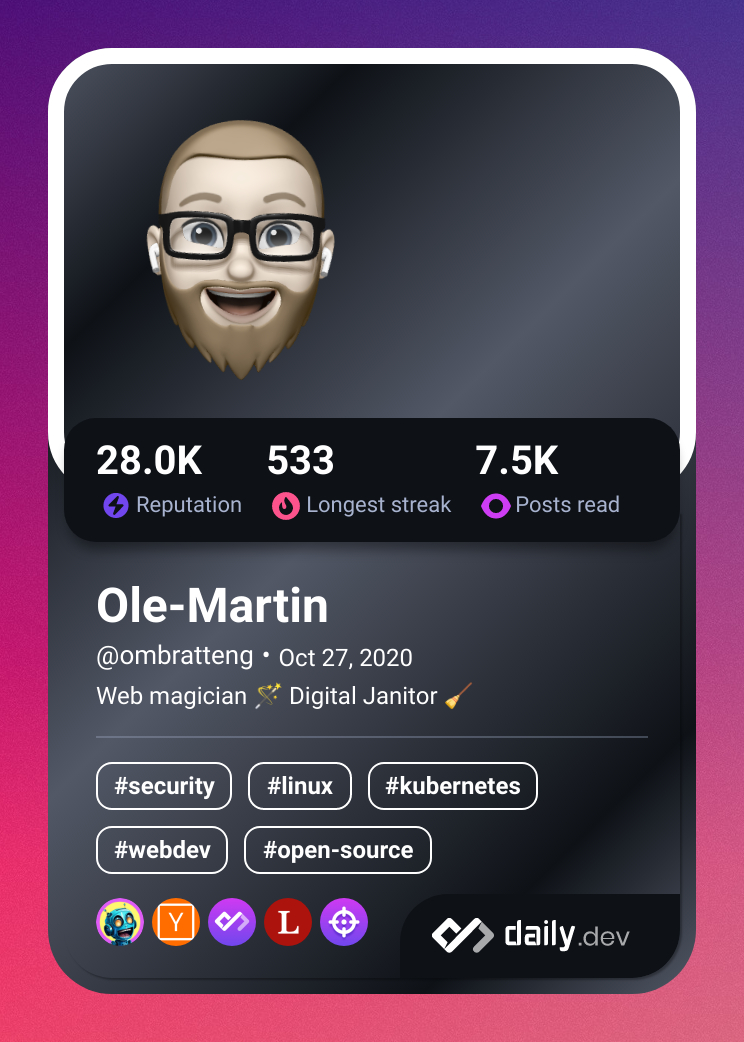 28.0K 533 7.5K
Reputation Longest streak Posts read
Ole-Martin
@ombratteng • Oct 27, 2020
Web magician 🪄 Digital Janitor 🧹
#security #linux #kubernetes
#webdev #open-source
Y L
daily.dev